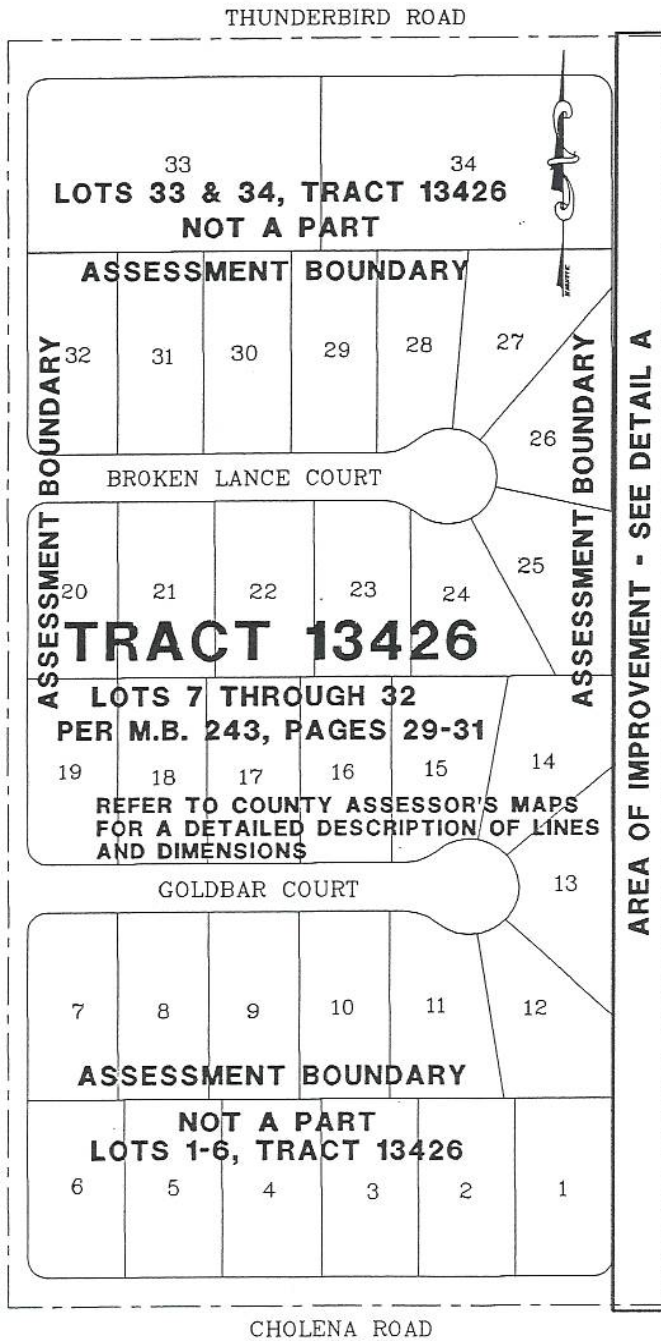 THUNDERBIRD ROAD
33
34
LOTS 33 & 34, TRACT 13426
NOT A PART
ASSESSMENT BOUNDARY
32
31
30
29
28
27
26
ASSESSMENT BOUNDARY
ASSESSMENT BOUNDARY
AREA OF IMPROVEMENT - SEE DETAIL A
BROKEN LANCE COURT
20
21
22
23
24
25
TRACT 13426
LOTS 7 THROUGH 32
PER M.B. 243, PAGES 29-31
19
18
17
16
15
14
REFER TO COUNTY ASSESSOR'S MAPS
FOR A DETAILED DESCRIPTION OF LINES
AND DIMENSIONS
GOLDBAR COURT
13
7
8
9
10
11
12
ASSESSMENT BOUNDARY
NOT A PART
LOTS 1-6, TRACT 13426
6
5
4
3
2
1
CHOLENA ROAD